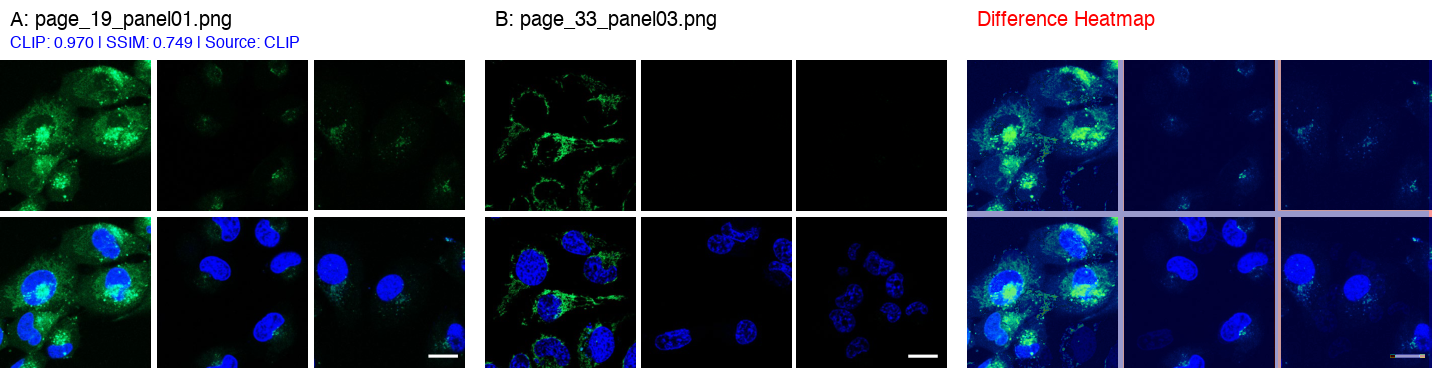 A: page_19_panel01.png
CLIP: 0.970 | SSIM: 0.749 | Source: CLIP
B: page_33_panel03.png
Difference Heatmap